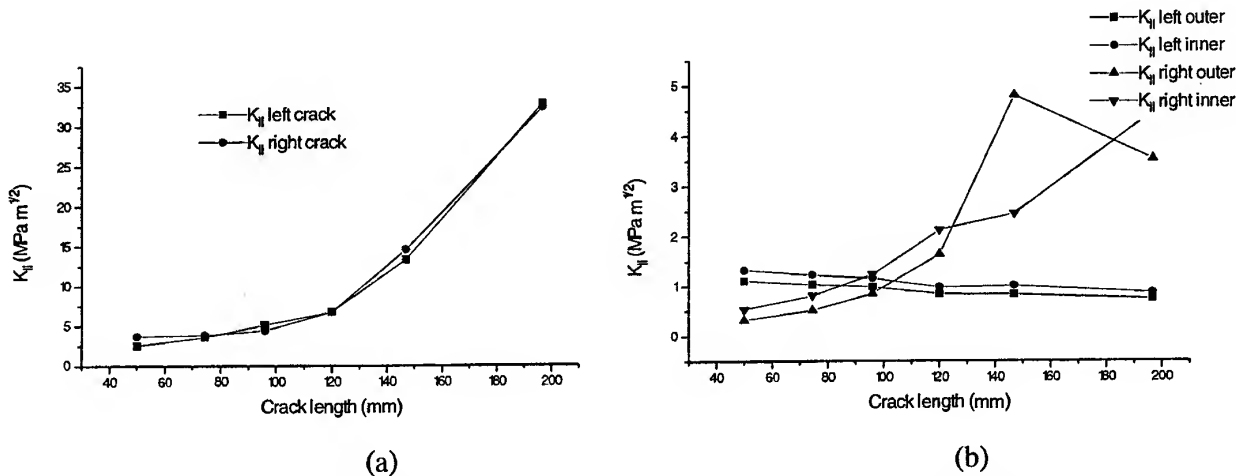 35
30
25
20
15
10
5
0
K_II (MPa m^1/2)
K_II left crack
K_II right crack
40 60 80 100 120 140 160 180 200
Crack length (mm)
(a)
K_II left outer
K_II left inner
K_II right outer
K_II right inner
5
4
3
2
1
0
K_II (MPa m^1/2)
40 60 80 100 120 140 160 180 200
Crack length (mm)
(b)